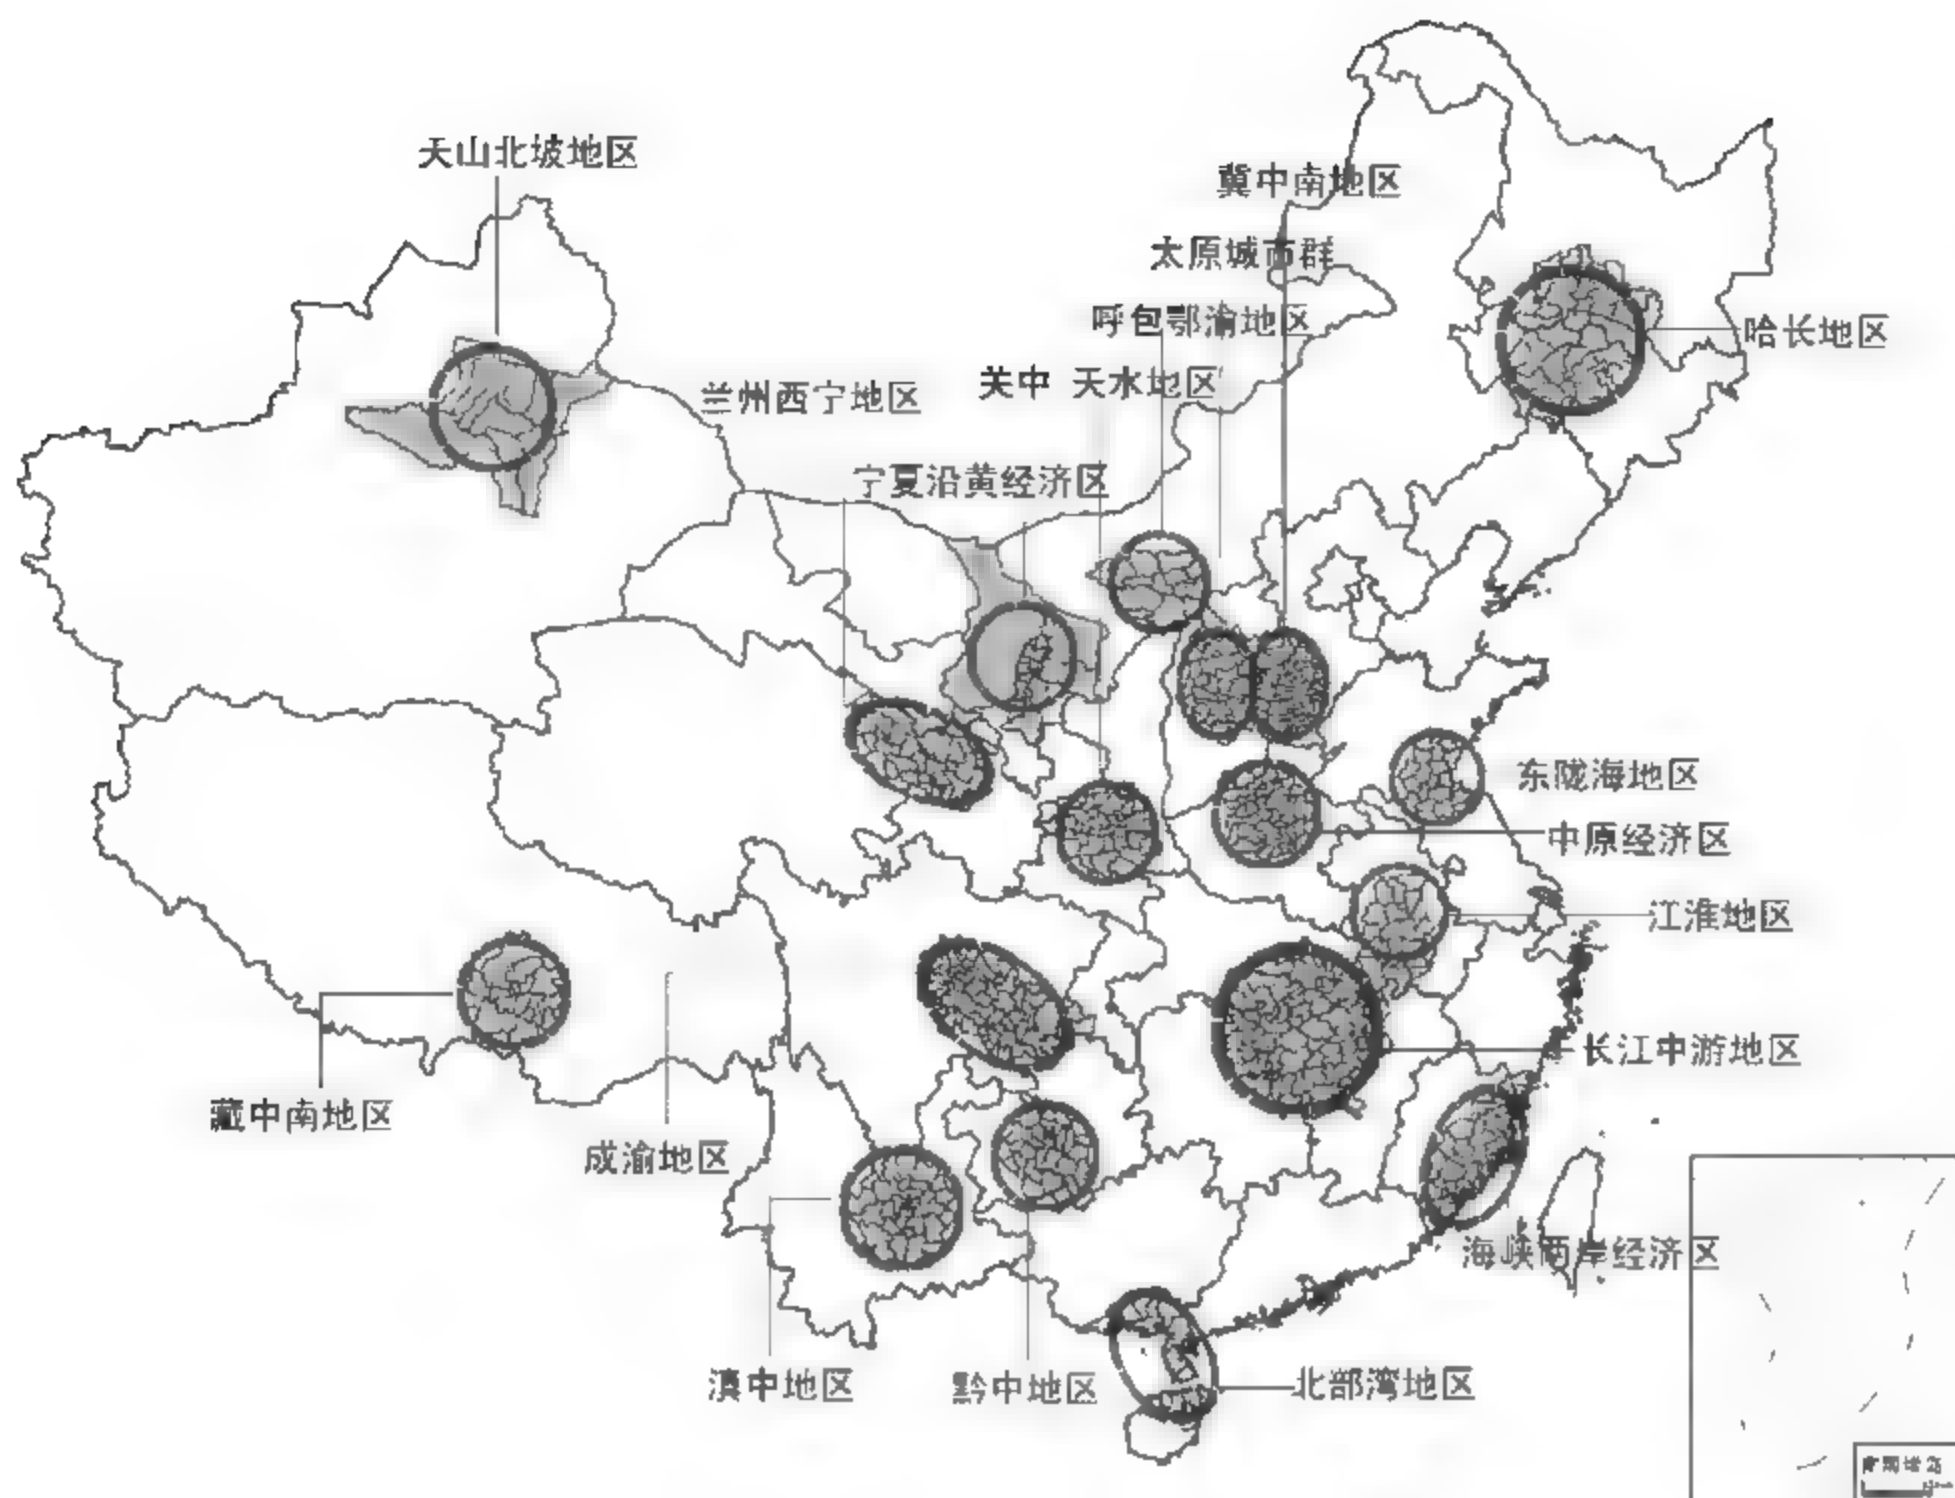 天山北坡地区
冀中南地区
太原城市群
呼包鄂渝地区
哈长地区
兰州西宁地区
关中 天水地区
宁夏沿黄经济区
东陇海地区
中原经济区
江淮地区
长江中游地区
藏中南地区
成渝地区
海峡两岸经济区
滇中地区
黔中地区
北部湾地区